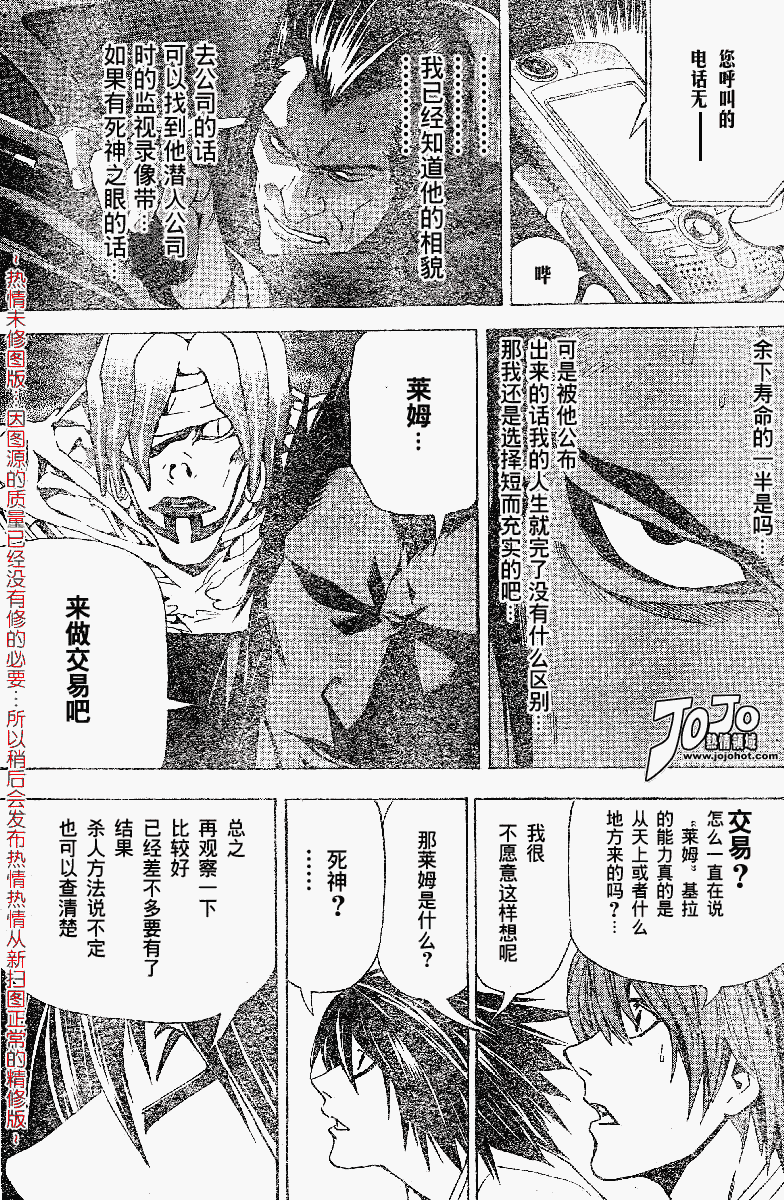 您呼叫的
电话无——
哔
我已经知道他的相貌
…………
…………
去公司的话
可以找到他潜入公司
时的监视录像带…
如果有死神之眼的话…
余下寿命的一半是吗…
可是被他公布
出来的话我的人生就完了没有什么区别…
那我还是选择短而充实的吧…
莱姆…
来做交易吧
JOJO
热情领域
www.jojohot.com
交易？
怎么一直在说
“莱姆”基拉
的能力真的是
从天上或者什么
地方来的吗？…
我很
不愿意这样想呢
那莱姆是什么？
死神？
……
总之
再观察一下
比较好
已经差不多要有了
结果
杀人方法说不定
也可以查清楚
~热情未修图版…因图源的质量已经没有修的必要…所以稍后会发布热情热情从新扫图正常的精修版~